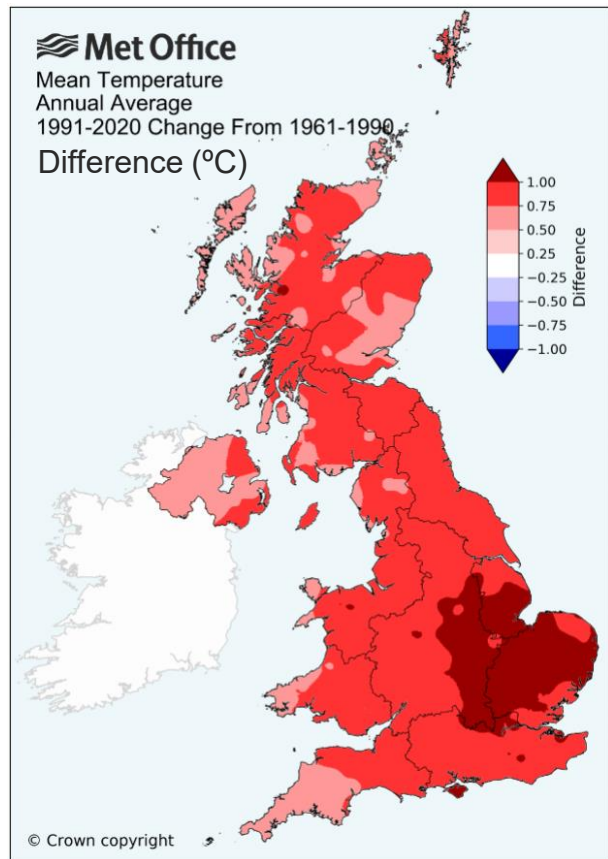 Met Office
Mean Temperature
Annual Average
1991-2020 Change From 1961-1990
Difference (ºC)
1.00
0.75
0.50
0.25
−0.25
−0.50
−0.75
−1.00
Difference
© Crown copyright